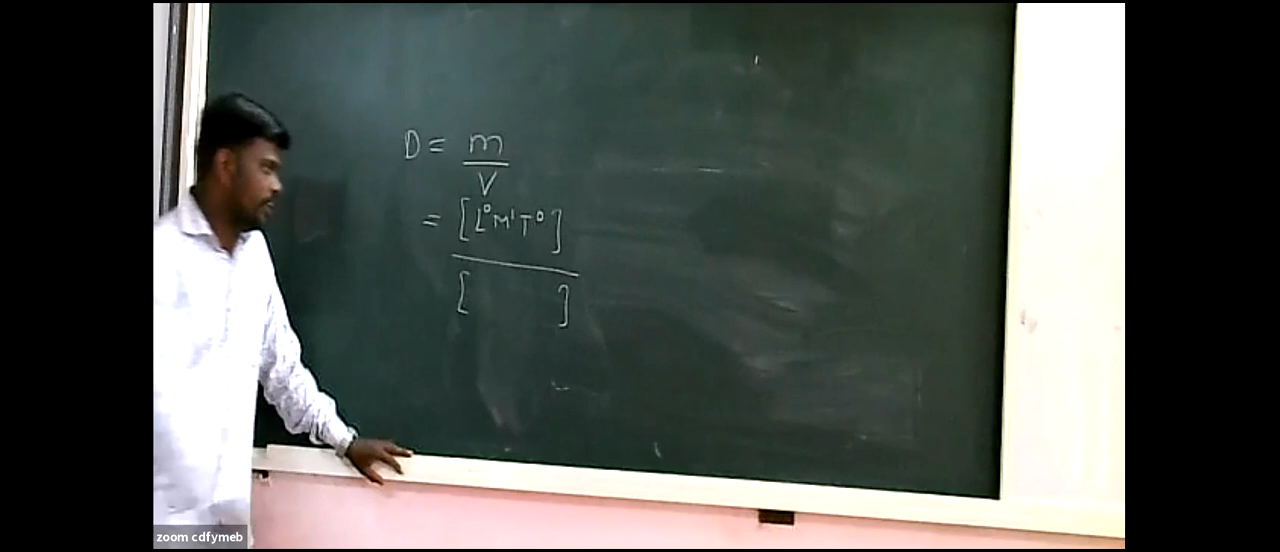 D = m
V
= [L⁰M¹T⁰]
[ ]
zoom cdfymeb